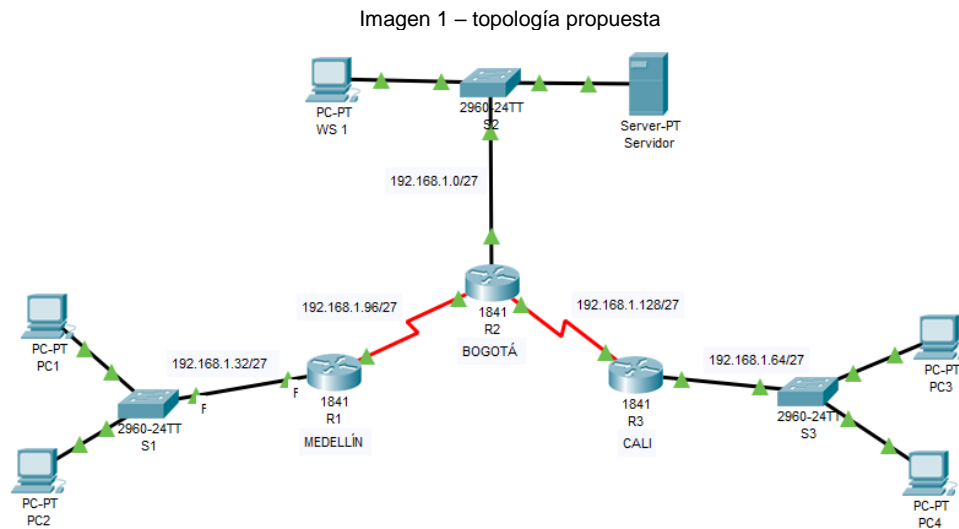 Imagen 1 – topología propuesta
PC-PT
WS 1
2960-24TT
S2
Server-PT
Servidor
192.168.1.0/27
192.168.1.96/27
1841
R2
BOGOTÁ
192.168.1.128/27
PC-PT
PC1
192.168.1.32/27
F
F
2960-24TT
S1
1841
R1
MEDELLÍN
1841
R3
CALI
192.168.1.64/27
2960-24TT
S3
PC-PT
PC3
PC-PT
PC2
PC-PT
PC4